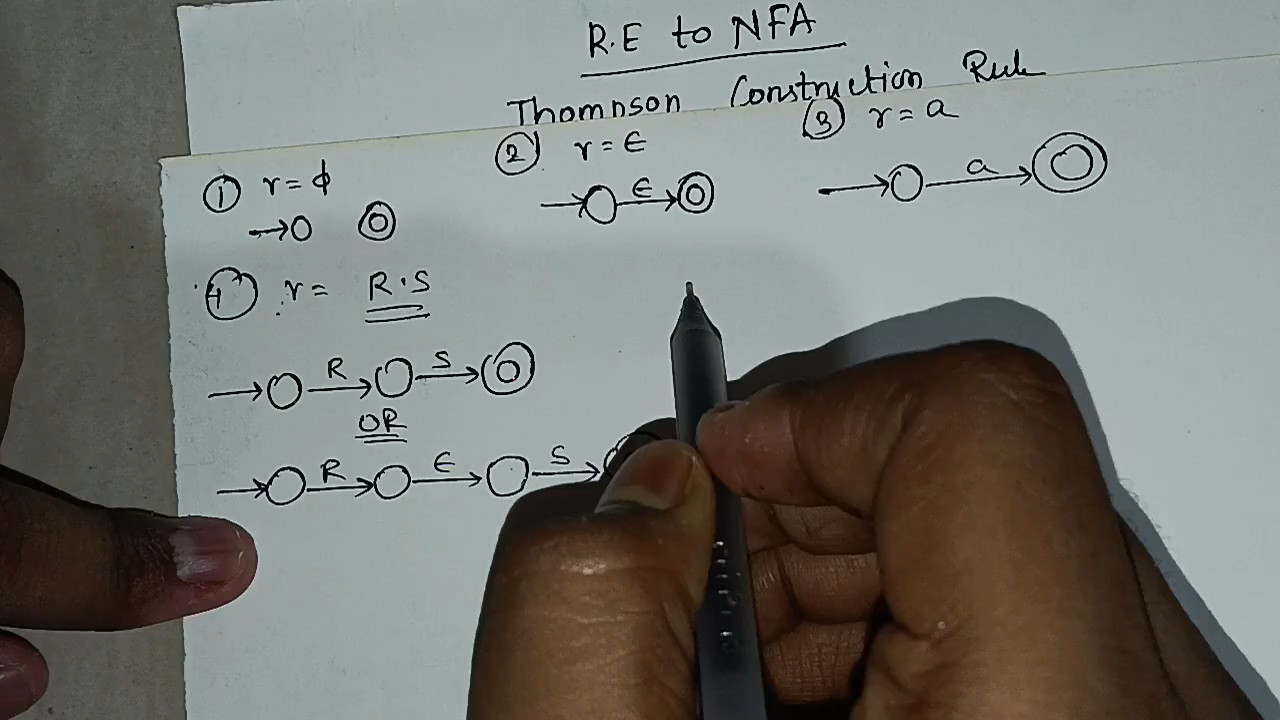 R.E to NFA
Thompson Construction Rule
① r = ϕ
② r = ϵ
③ r = a
ϵ
a
④ r = R.S
R S
OR
R ϵ S